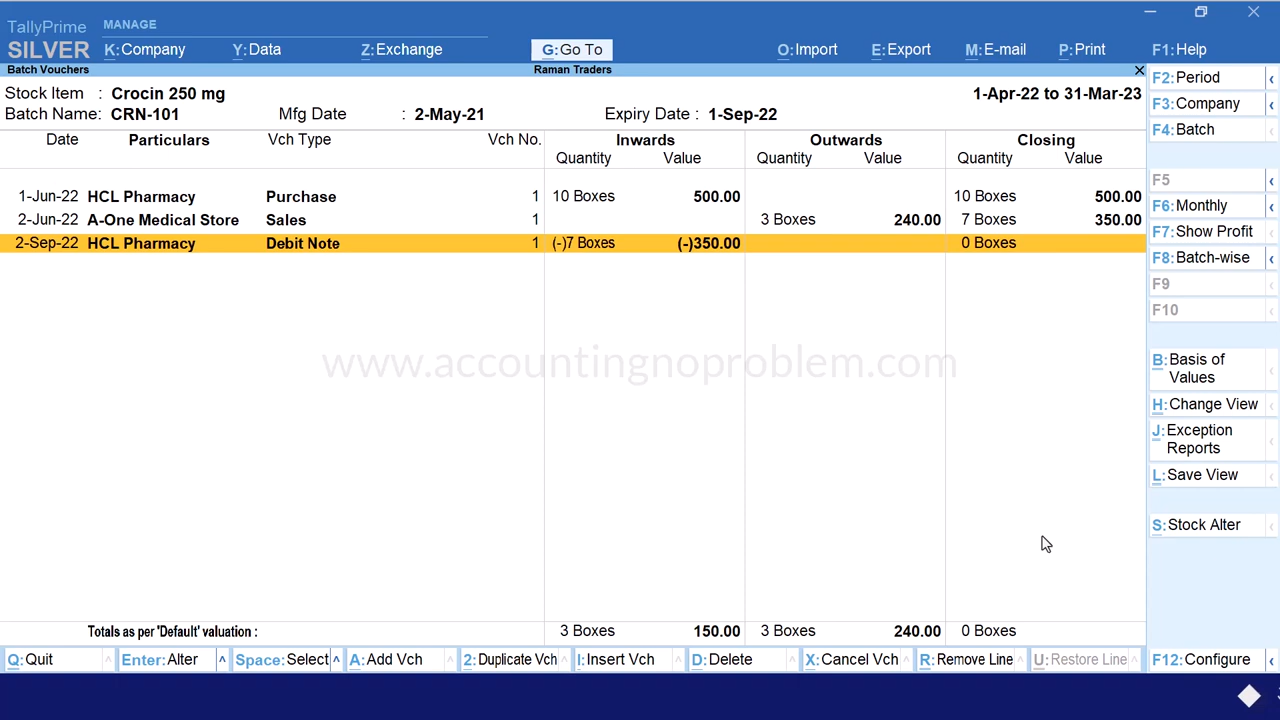 TallyPrime MANAGE
SILVER K:Company Y:Data Z:Exchange G:Go To O:Import E:Export M:E-mail P:Print F1:Help
Batch Vouchers Raman Traders
Stock Item : Crocin 250 mg 1-Apr-22 to 31-Mar-23
Batch Name: CRN-101 Mfg Date : 2-May-21 Expiry Date : 1-Sep-22
Date Particulars Vch Type Vch No. Inwards Outwards Closing
Quantity Value Quantity Value Quantity Value
1-Jun-22 HCL Pharmacy Purchase 1 10 Boxes 500.00 10 Boxes 500.00
2-Jun-22 A-One Medical Store Sales 1 3 Boxes 240.00 7 Boxes 350.00
2-Sep-22 HCL Pharmacy Debit Note 1 (-)7 Boxes (-)350.00 0 Boxes
www.accountingnoproblem.com
Totals as per 'Default' valuation : 3 Boxes 150.00 3 Boxes 240.00 0 Boxes
Q:Quit Enter:Alter Space:Select A:Add Vch 2:Duplicate Vch I:Insert Vch D:Delete X:Cancel Vch R:Remove Line U:Restore Line F12:Configure
F2:Period
F3:Company
F4:Batch
F5
F6:Monthly
F7:Show Profit
F8:Batch-wise
F9
F10
B:Basis of
Values
H:Change View
J:Exception
Reports
L:Save View
S:Stock Alter